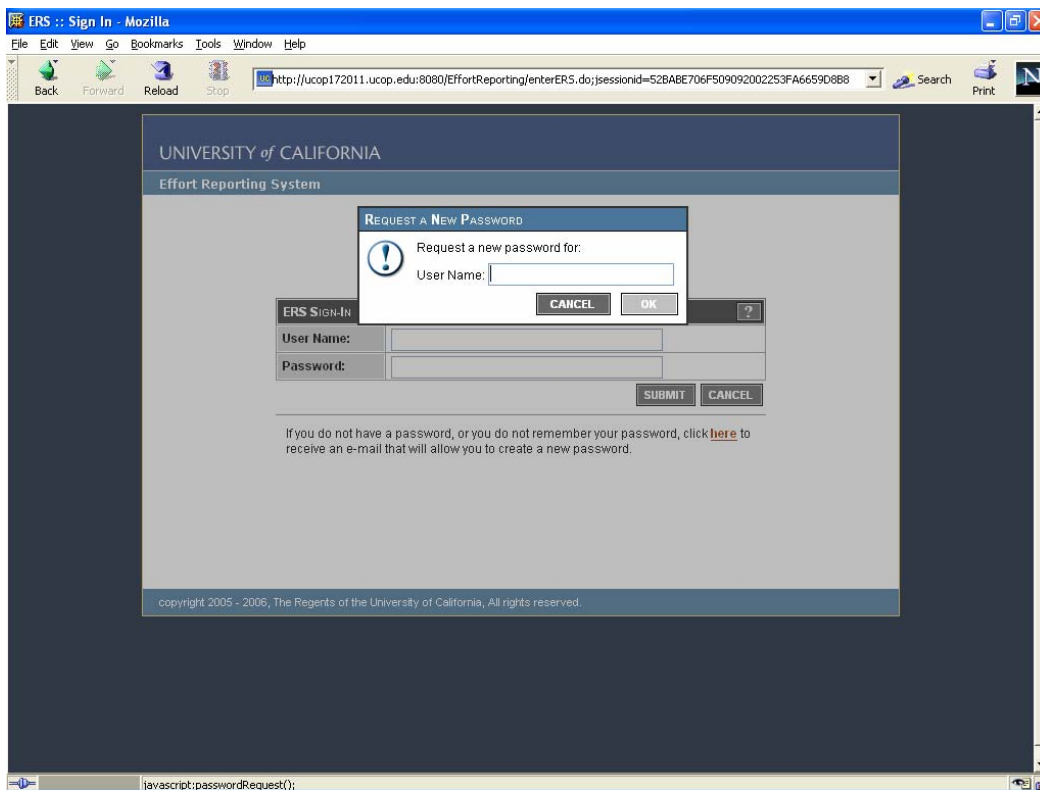 ERS :: Sign In - Mozilla
File Edit View Go Bookmarks Tools Window Help
Back Forward Reload Stop http://ucop172011.ucop.edu:8080/EffortReporting/enterERS.do;jsessionid=52BABE706F509092002253FA6659D8B8 Search Print N
UNIVERSITY of CALIFORNIA
Effort Reporting System
REQUEST A NEW PASSWORD
Request a new password for:
User Name:
CANCEL OK
ERS SIGN-IN ?
User Name:
Password:
SUBMIT CANCEL
If you do not have a password, or you do not remember your password, click here to
receive an e-mail that will allow you to create a new password.
copyright 2005 - 2006, The Regents of the University of California, All rights reserved.
javascript:passwordRequest();